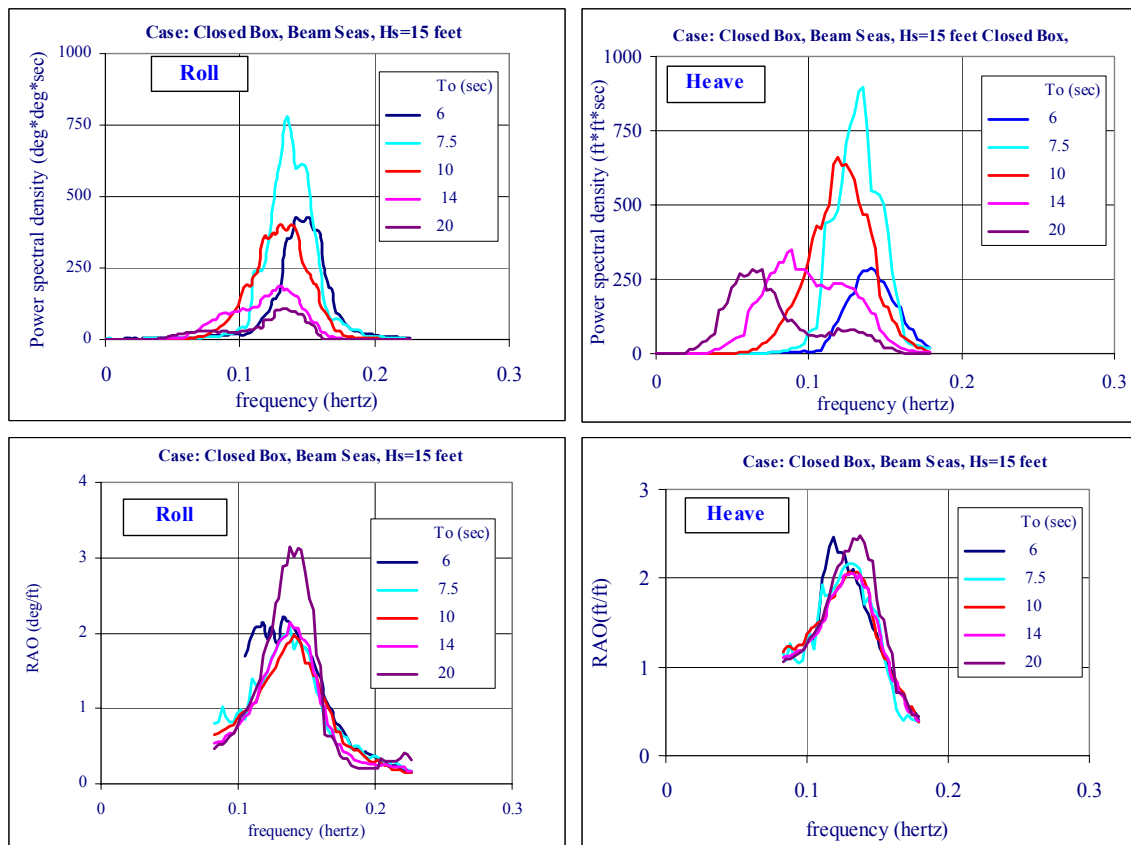 Case: Closed Box, Beam Seas, Hs=15 feet
Roll
Power spectral density (deg*deg*sec)
1000
750
500
250
0
To (sec)
6
7.5
10
14
20
0
0.1
0.2
0.3
frequency (hertz)
Case: Closed Box, Beam Seas, Hs=15 feet Closed Box,
Heave
Power spectral density (ft*ft*sec)
1000
750
500
250
0
To (sec)
6
7.5
10
14
20
0
0.1
0.2
0.3
frequency (hertz)
Case: Closed Box, Beam Seas, Hs=15 feet
Roll
RAO (deg/ft)
4
3
2
1
0
To (sec)
6
7.5
10
14
20
0
0.1
0.2
0.3
frequency (hertz)
Case: Closed Box, Beam Seas, Hs=15 feet
Heave
RAO(ft/ft)
3
2
1
0
To (sec)
6
7.5
10
14
20
0
0.1
0.2
0.3
frequency (hertz)